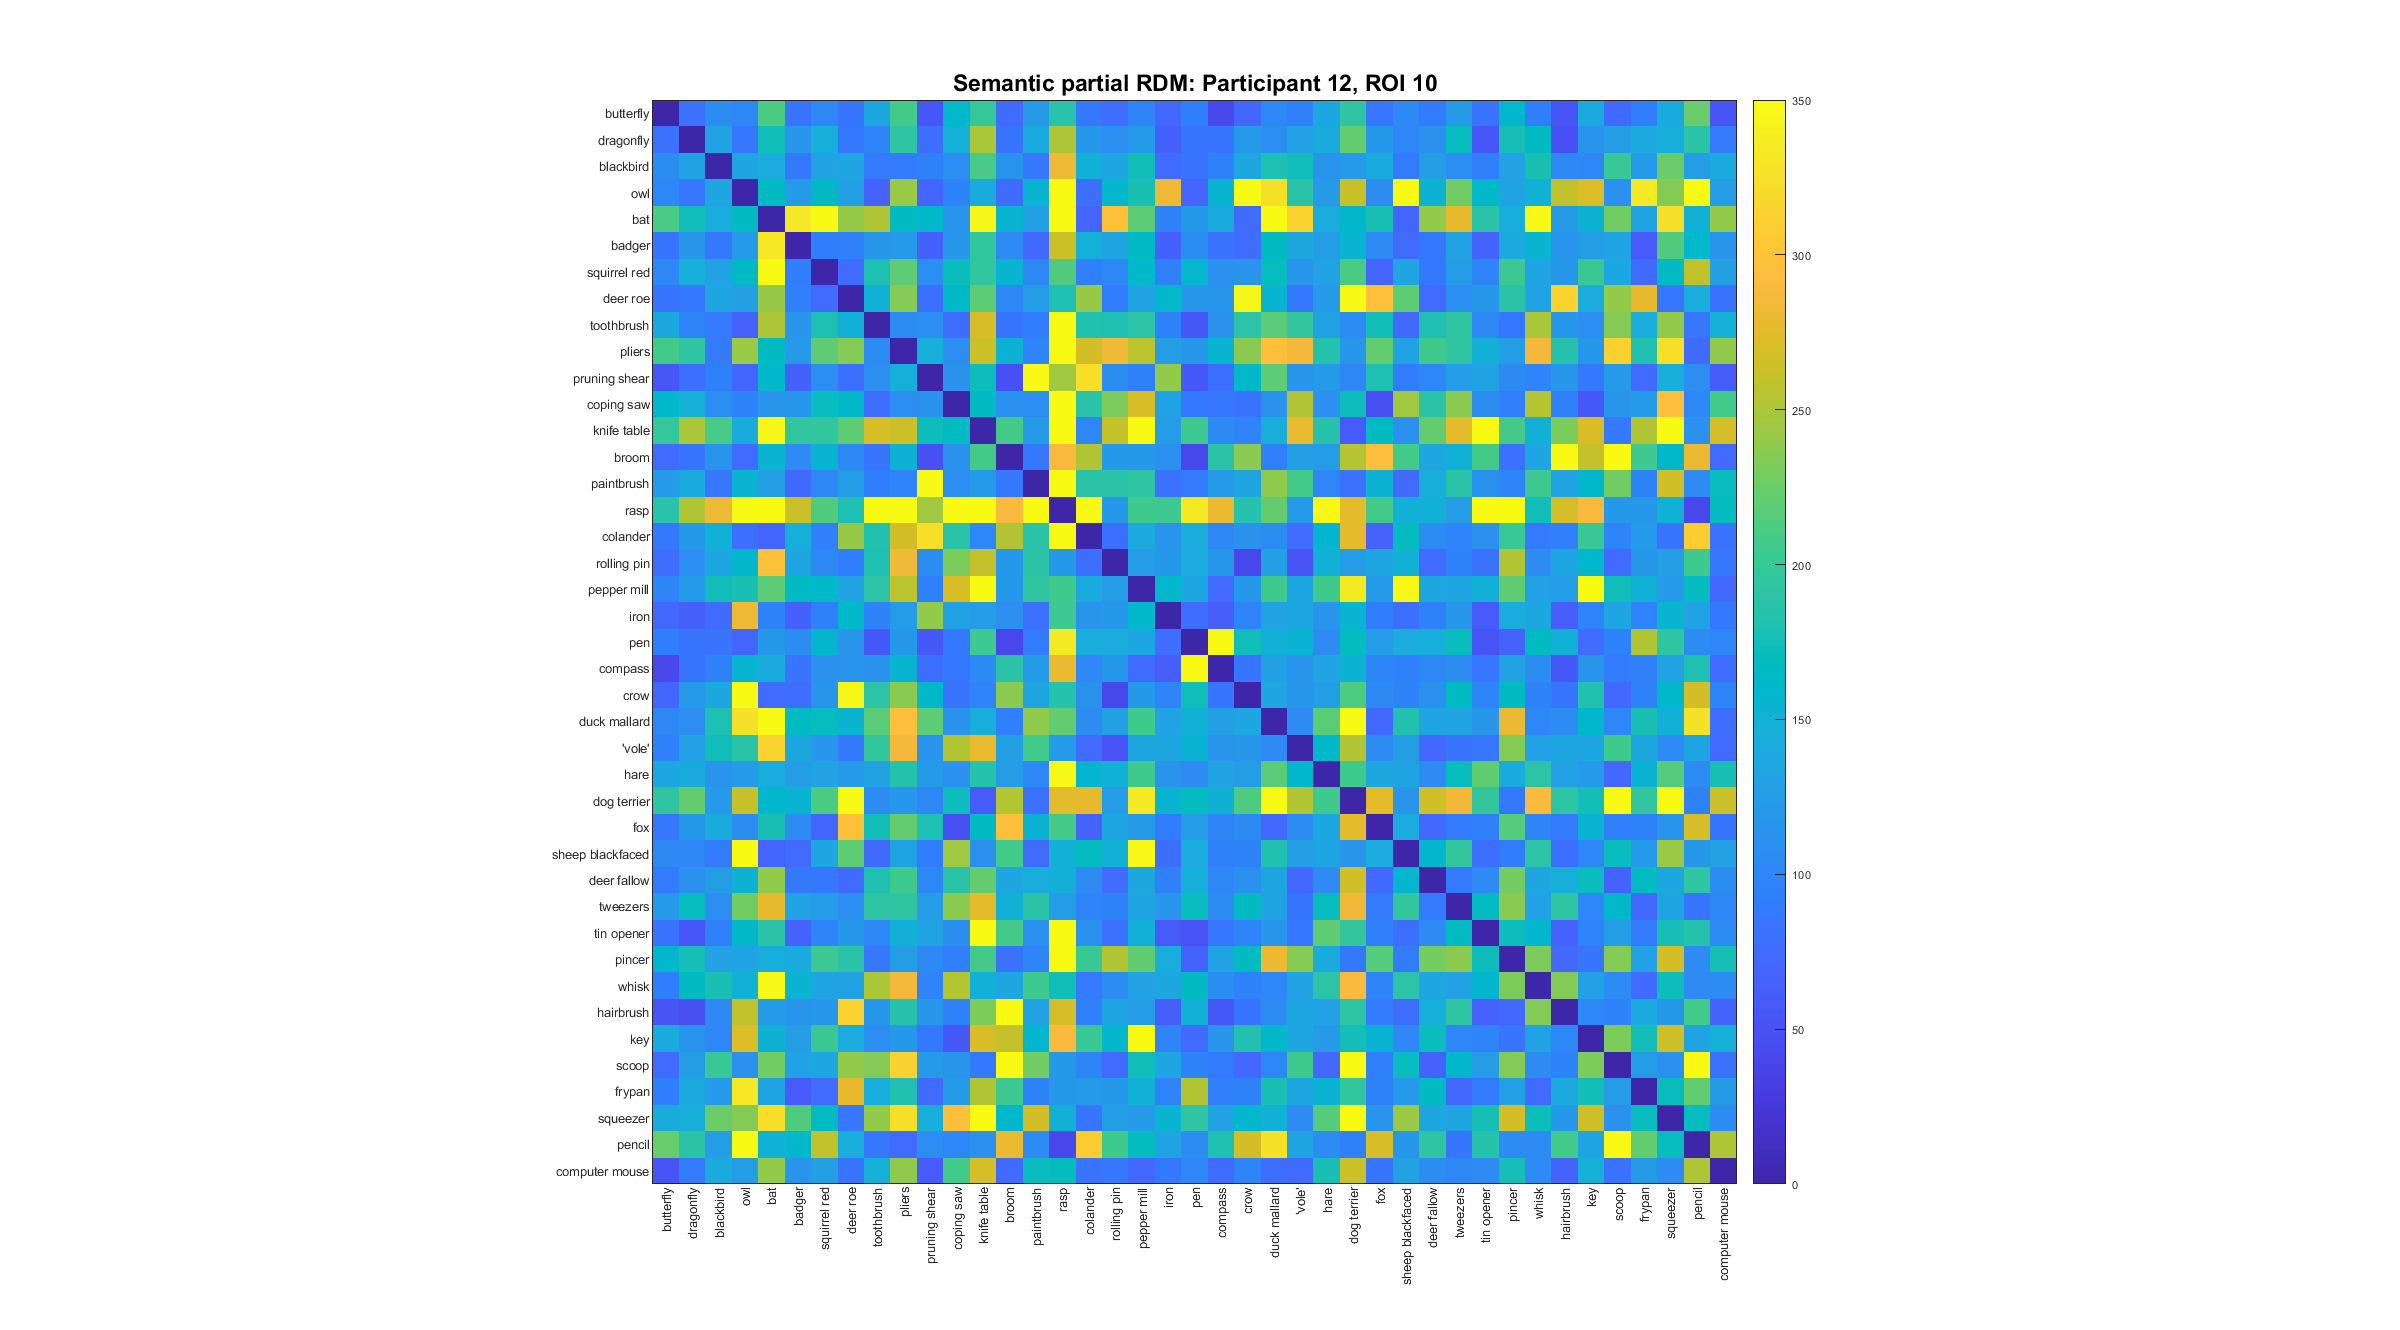 Semantic partial RDM: Participant 12, ROI 10
butterfly
dragonfly
blackbird
owl
bat
badger
squirrel red
deer roe
toothbrush
pliers
pruning shear
coping saw
knife table
broom
paintbrush
rasp
colander
rolling pin
pepper mill
iron
pen
compass
crow
duck mallard
'vole'
hare
dog terrier
fox
sheep blackfaced
deer fallow
tweezers
tin opener
pincer
whisk
hairbrush
key
scoop
frypan
squeezer
pencil
computer mouse
butterfly
dragonfly
blackbird
owl
bat
badger
squirrel red
deer roe
toothbrush
pliers
pruning shear
coping saw
knife table
broom
paintbrush
rasp
colander
rolling pin
pepper mill
iron
pen
compass
crow
duck mallard
'vole'
hare
dog terrier
fox
sheep blackfaced
deer fallow
tweezers
tin opener
pincer
whisk
hairbrush
key
scoop
frypan
squeezer
pencil
computer mouse
350
300
250
200
150
100
50
0